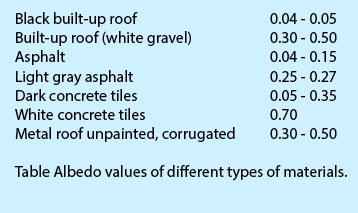 Black built-up roof 0.04 - 0.05
Built-up roof (white gravel) 0.30 - 0.50
Asphalt 0.04 - 0.15
Light gray asphalt 0.25 - 0.27
Dark concrete tiles 0.05 - 0.35
White concrete tiles 0.70
Metal roof unpainted, corrugated 0.30 - 0.50
Table Albedo values of different types of materials.